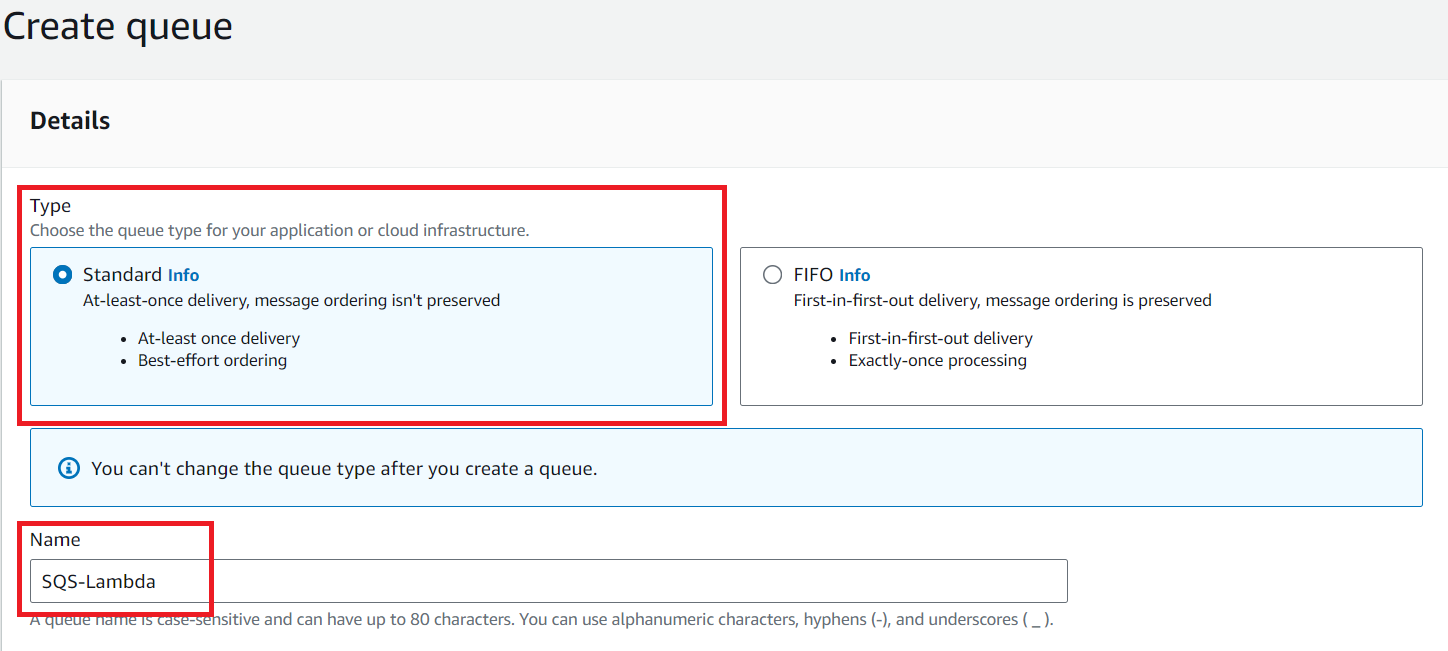 Create queue
Details
Type
Choose the queue type for your application or cloud infrastructure.
Standard Info
At-least-once delivery, message ordering isn't preserved
• At-least once delivery
• Best-effort ordering
FIFO Info
First-in-first-out delivery, message ordering is preserved
• First-in-first-out delivery
• Exactly-once processing
You can't change the queue type after you create a queue.
Name
SQS-Lambda
A queue name is case-sensitive and can have up to 80 characters. You can use alphanumeric characters, hyphens (-), and underscores ( _ ).